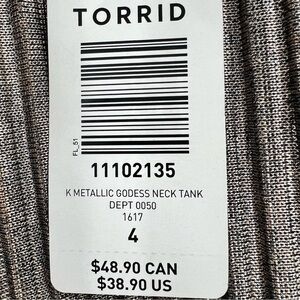 TORRID
FL_51
11102135
K METALLIC GODESS NECK TANK
DEPT 0050
1617
4
$48.90 CAN
$38.90 US